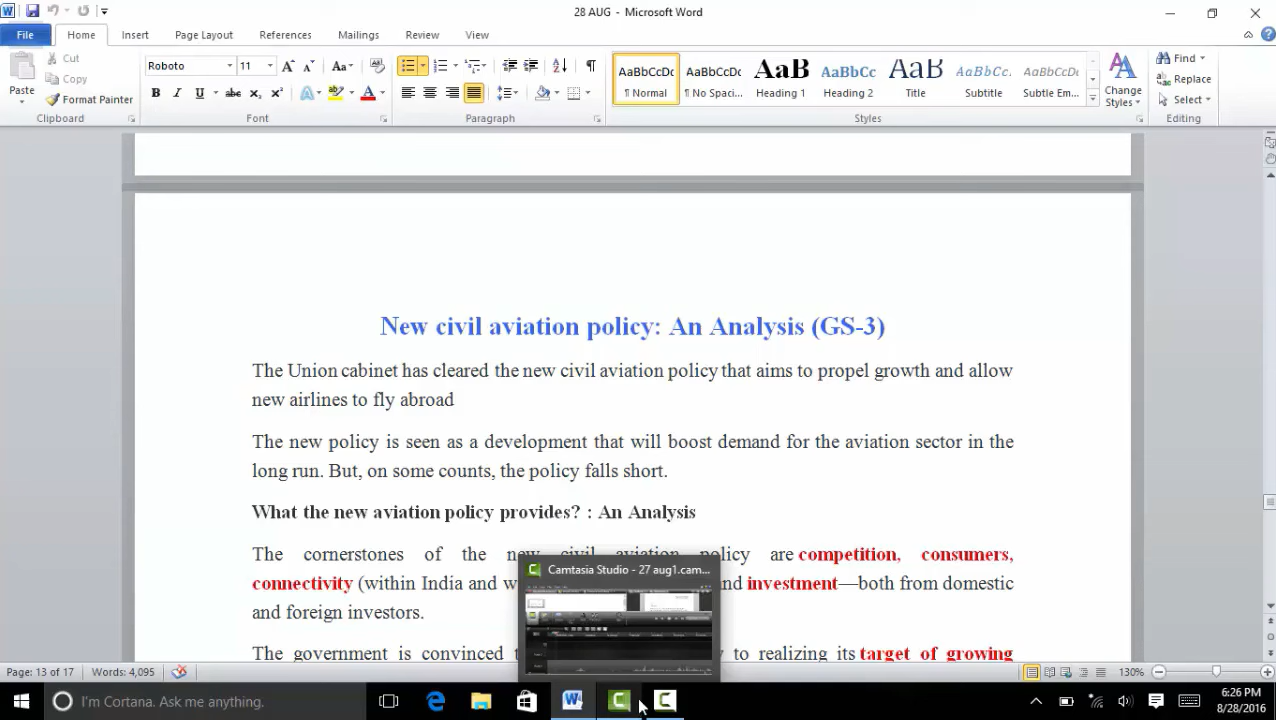 28 AUG - Microsoft Word
File Home Insert Page Layout References Mailings Review View
Paste
Cut
Copy
Format Painter
Clipboard
Roboto 11
Font
Paragraph
AaBbCcDc AaBbCcDc AaB AaBbCc AaB AaBbCcDc AaBbCcDc
¶ Normal ¶ No Spaci... Heading 1 Heading 2 Title Subtitle Subtle Em...
Change
Styles
Styles
Find
Replace
Select
Editing
New civil aviation policy: An Analysis (GS-3)
The Union cabinet has cleared the new civil aviation policy that aims to propel growth and allow
new airlines to fly abroad
The new policy is seen as a development that will boost demand for the aviation sector in the
long run. But, on some counts, the policy falls short.
What the new aviation policy provides? : An Analysis
The cornerstones of the new civil aviation policy are competition, consumers,
connectivity (within India and w nd investment—both from domestic
and foreign investors.
The government is convinced t y to realizing its target of growing
Camtasia Studio - 27 aug1.cam...
Page: 13 of 17 Words: 4,095 130%
I'm Cortana. Ask me anything.
6:26 PM
8/28/2016